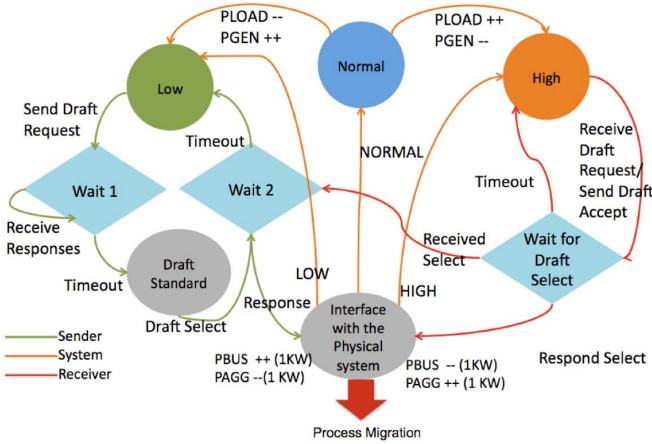 PLOAD --
PGEN ++
PLOAD ++
PGEN --
Normal
Low
High
Send Draft
Request
Timeout
NORMAL
Receive
Draft
Request/
Send Draft
Accept
Timeout
Wait 1
Wait 2
Receive
Responses
Received
Select
Wait for
Draft
Select
Timeout
Draft
Standard
LOW
HIGH
Draft Select
Response
Interface
with the
Physical
system
Sender
System
Receiver
PBUS ++ (1KW)
PAGG --(1 KW)
PBUS -- (1KW)
PAGG ++ (1 KW)
Respond Select
Process Migration